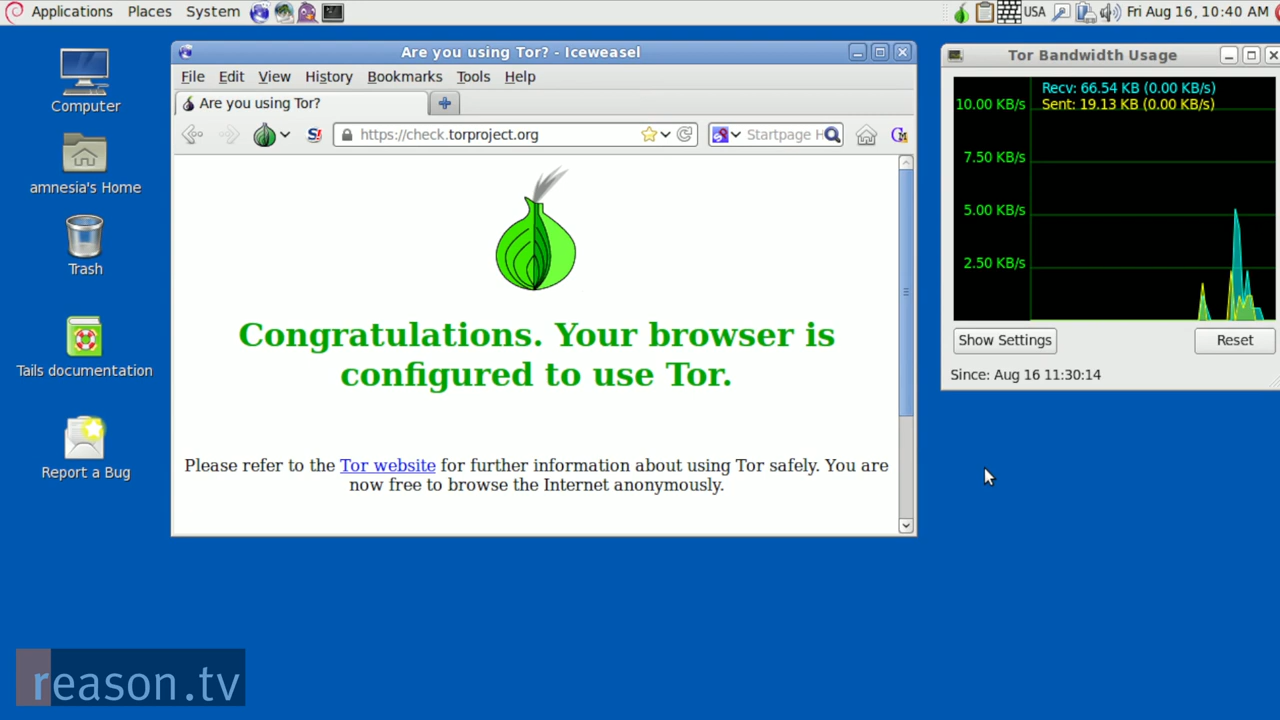 Applications Places System
USA
Fri Aug 16, 10:40 AM
Computer
amnesia's Home
Trash
Tails documentation
Report a Bug
Are you using Tor? - Iceweasel
File Edit View History Bookmarks Tools Help
Are you using Tor?
https://check.torproject.org
Startpage H
Congratulations. Your browser is
configured to use Tor.
Please refer to the Tor website for further information about using Tor safely. You are
now free to browse the Internet anonymously.
Tor Bandwidth Usage
Recv: 66.54 KB (0.00 KB/s)
Sent: 19.13 KB (0.00 KB/s)
10.00 KB/s
7.50 KB/s
5.00 KB/s
2.50 KB/s
Show Settings
Reset
Since: Aug 16 11:30:14
reason.tv